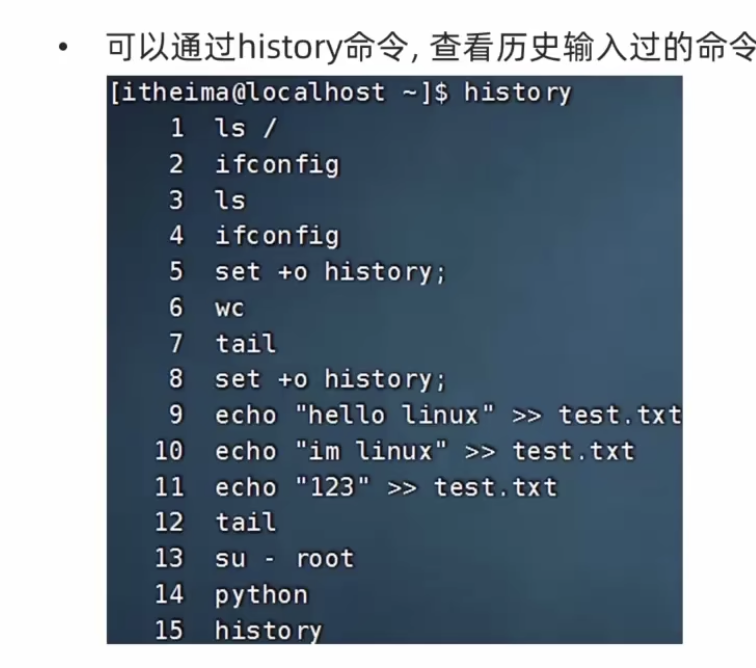 • 可以通过history命令, 查看历史输入过的命令
[itheima@localhost ~]$ history
1 ls /
2 ifconfig
3 ls
4 ifconfig
5 set +o history;
6 wc
7 tail
8 set +o history;
9 echo "hello linux" >> test.txt
10 echo "im linux" >> test.txt
11 echo "123" >> test.txt
12 tail
13 su - root
14 python
15 history